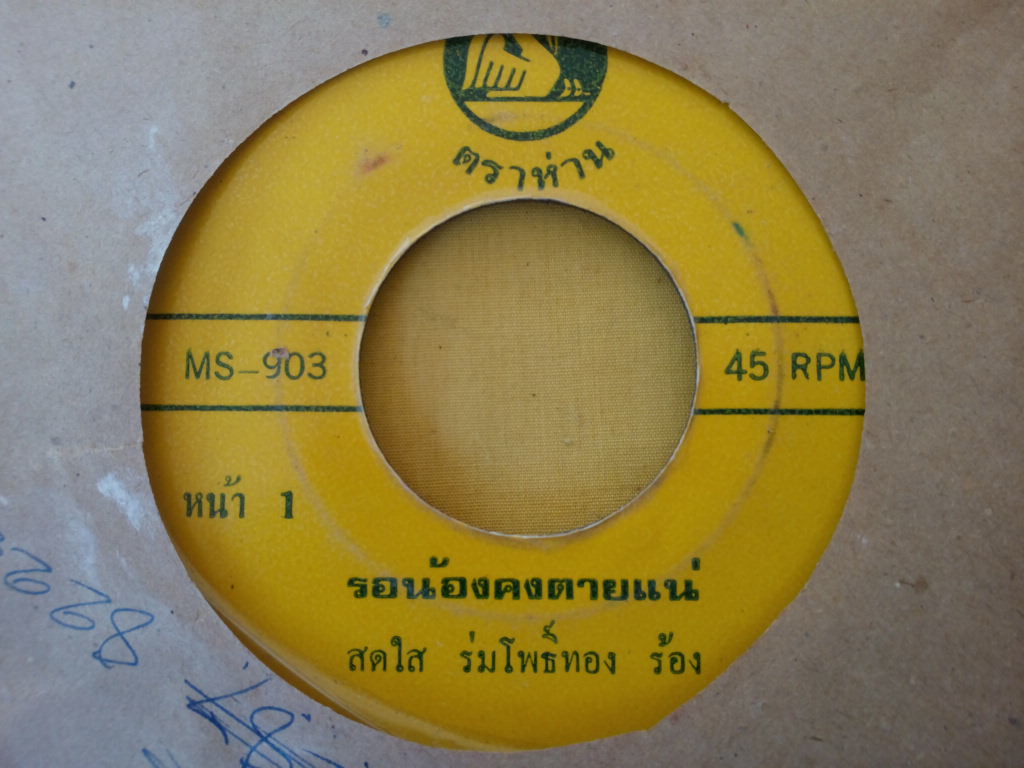 ตราห่าน
MS-903
45 RPM
หน้า 1
รอน้องคงตายแน่
สดใส ร่มโพธิ์ทอง ร้อง
828